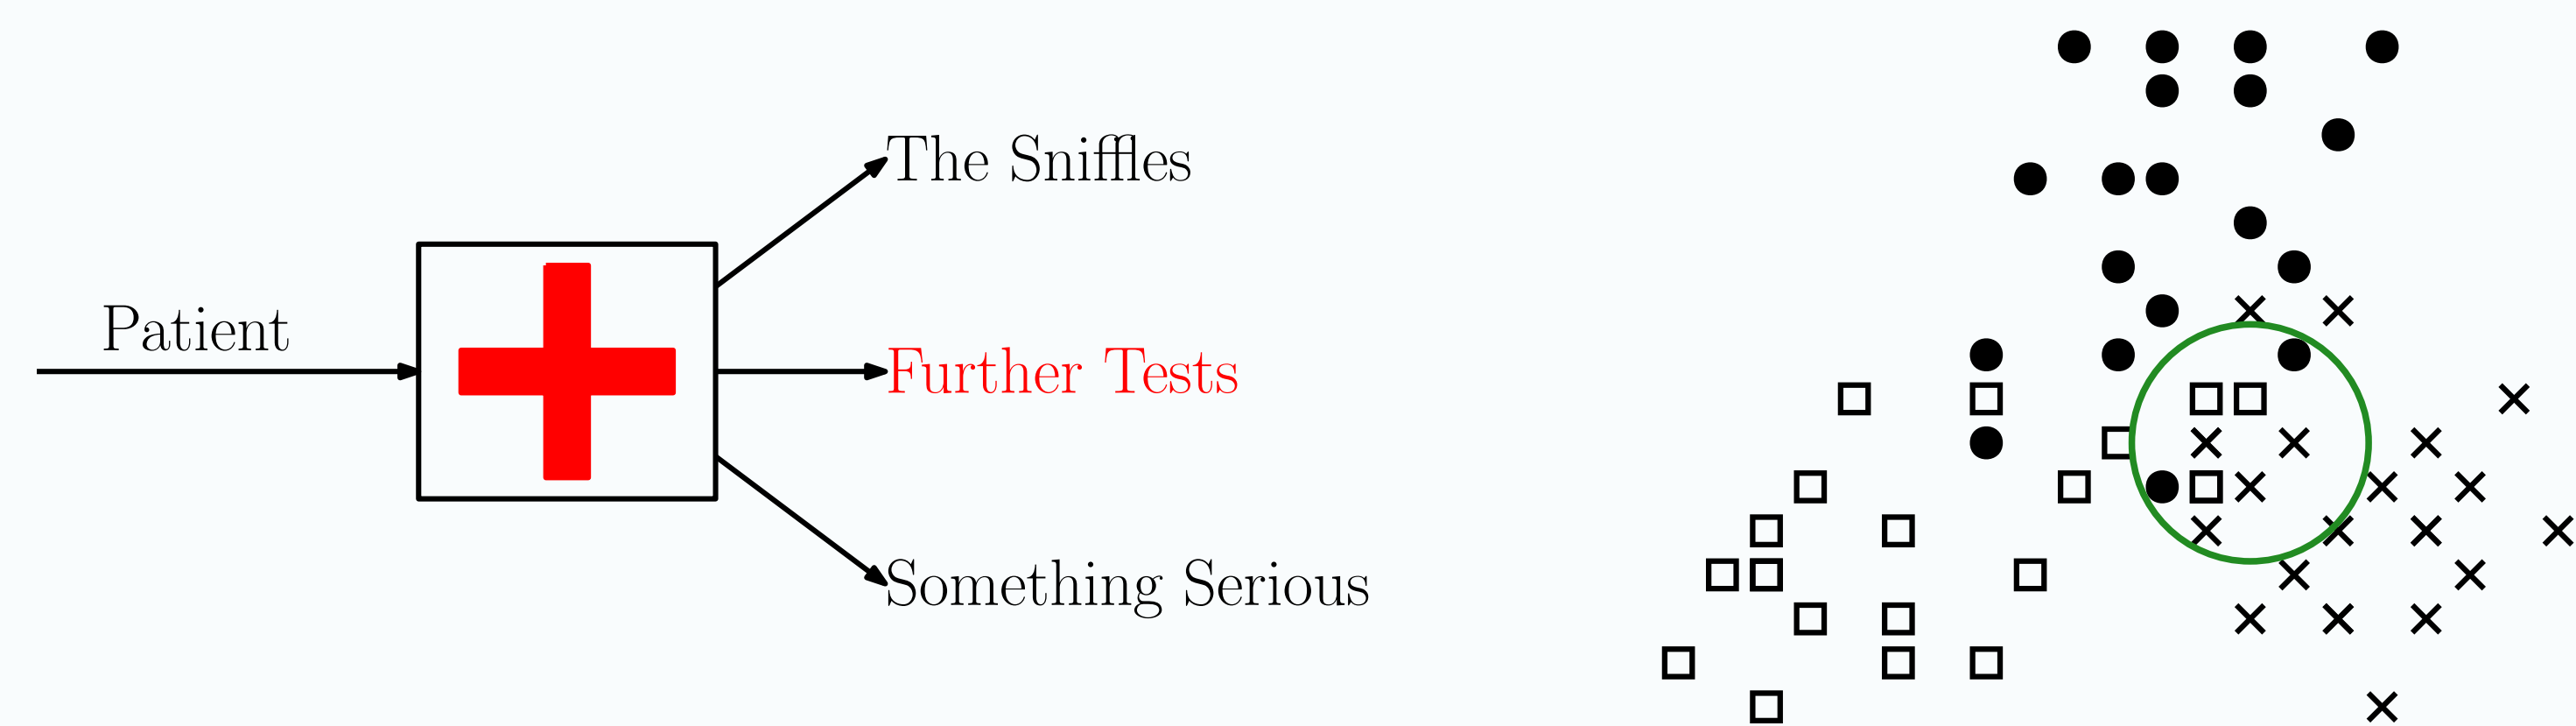 The Sniffles
Patient
Further Tests
Something Serious